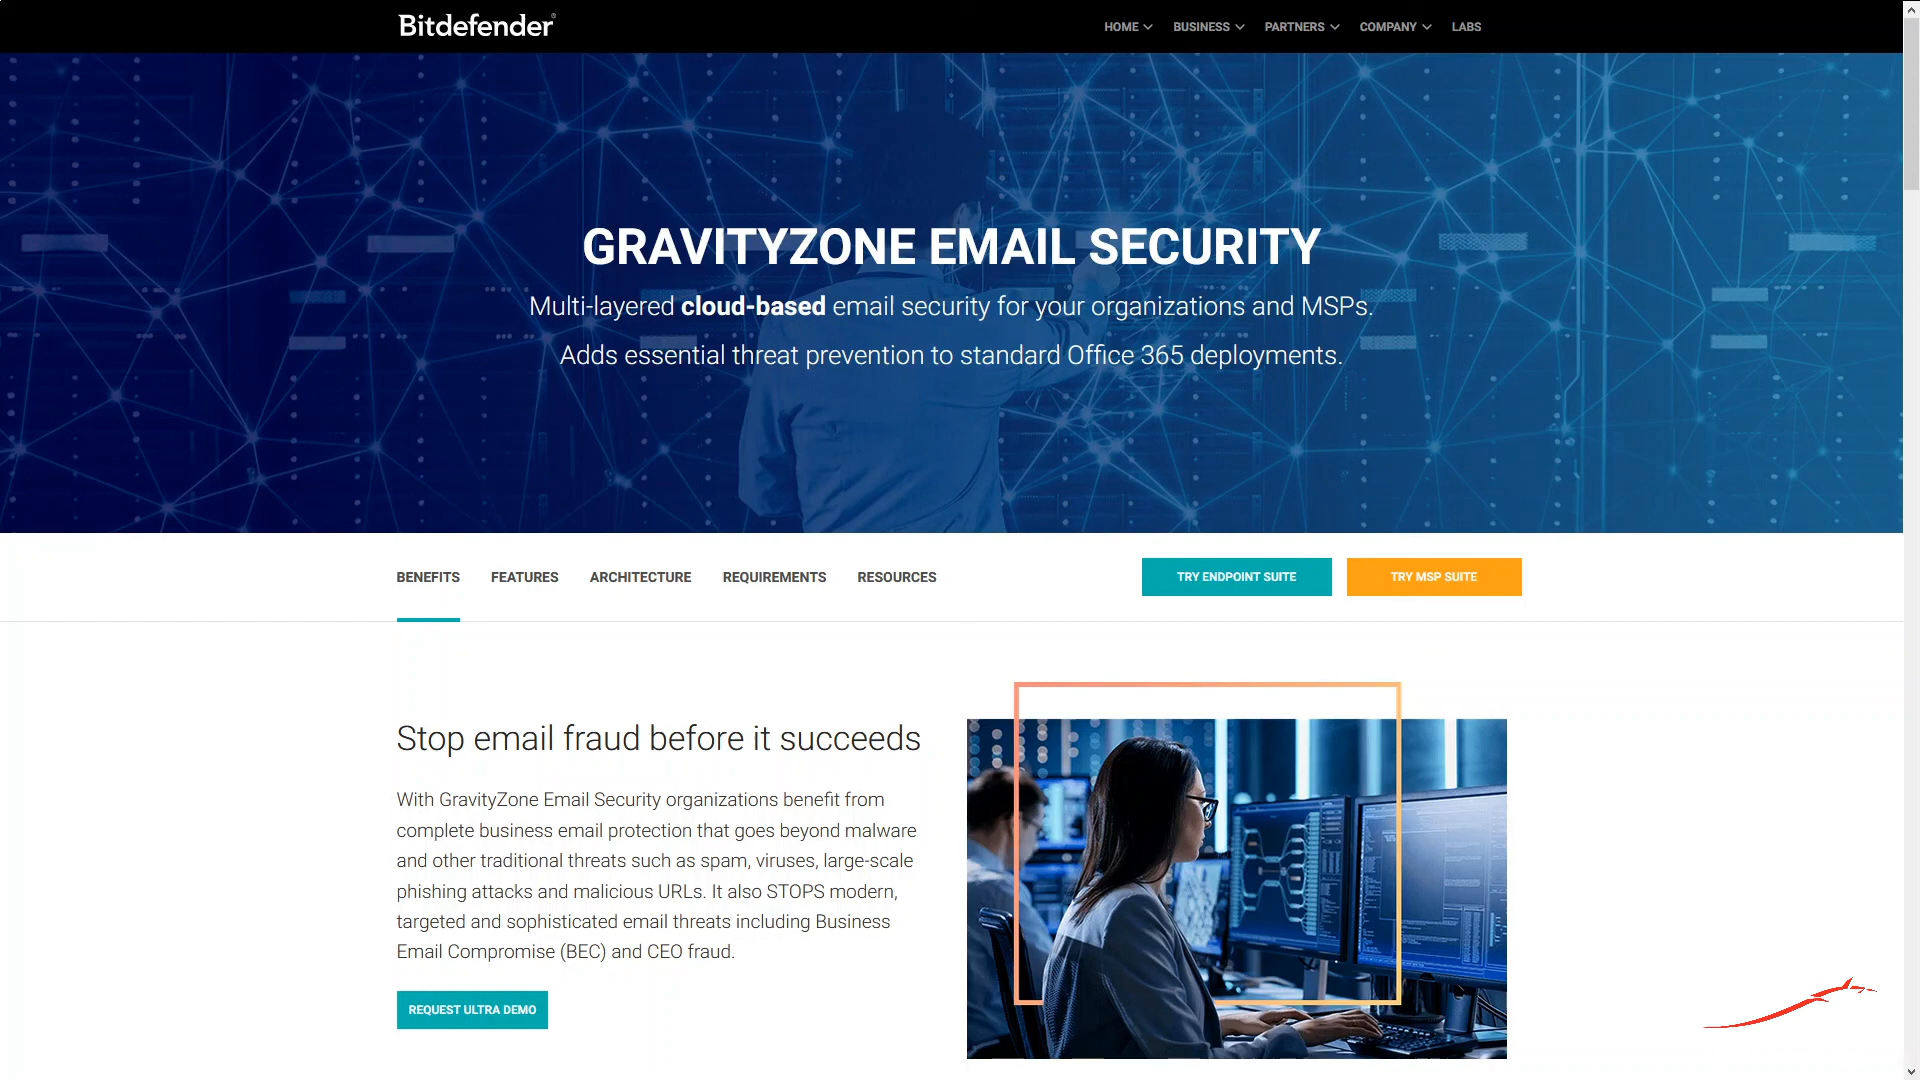 Bitdefender®
HOME BUSINESS PARTNERS COMPANY LABS
GRAVITYZONE EMAIL SECURITY
Multi-layered cloud-based email security for your organizations and MSPs.
Adds essential threat prevention to standard Office 365 deployments.
BENEFITS FEATURES ARCHITECTURE REQUIREMENTS RESOURCES
TRY ENDPOINT SUITE TRY MSP SUITE
Stop email fraud before it succeeds
With GravityZone Email Security organizations benefit from
complete business email protection that goes beyond malware
and other traditional threats such as spam, viruses, large-scale
phishing attacks and malicious URLs. It also STOPS modern,
targeted and sophisticated email threats including Business
Email Compromise (BEC) and CEO fraud.
REQUEST ULTRA DEMO